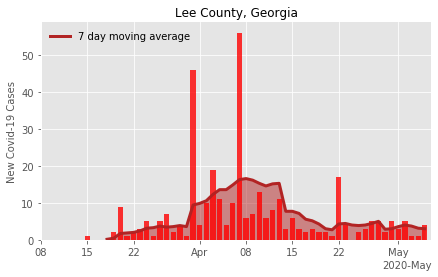 Lee County, Georgia
7 day moving average
New Covid-19 Cases
50
40
30
20
10
0
08 15 22 Apr 08 15 22 May
2020-May